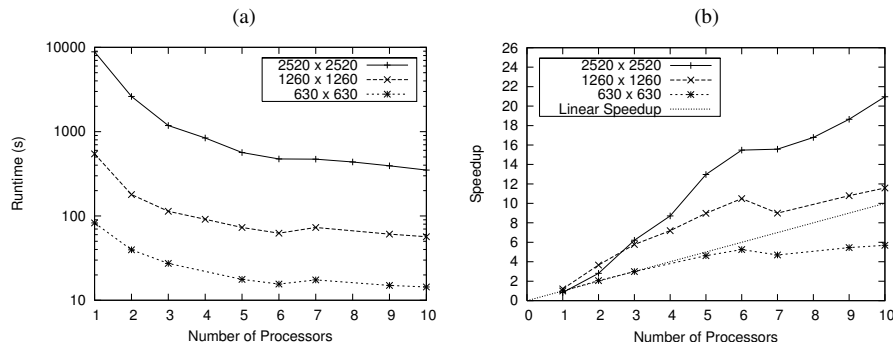 (a)
Runtime (s)
10000
1000
100
10
2520 x 2520
1260 x 1260
630 x 630
1 2 3 4 5 6 7 8 9 10
Number of Processors
(b)
Speedup
26
24
22
20
18
16
14
12
10
8
6
4
2
0
2520 x 2520
1260 x 1260
630 x 630
Linear Speedup
0 1 2 3 4 5 6 7 8 9 10
Number of Processors